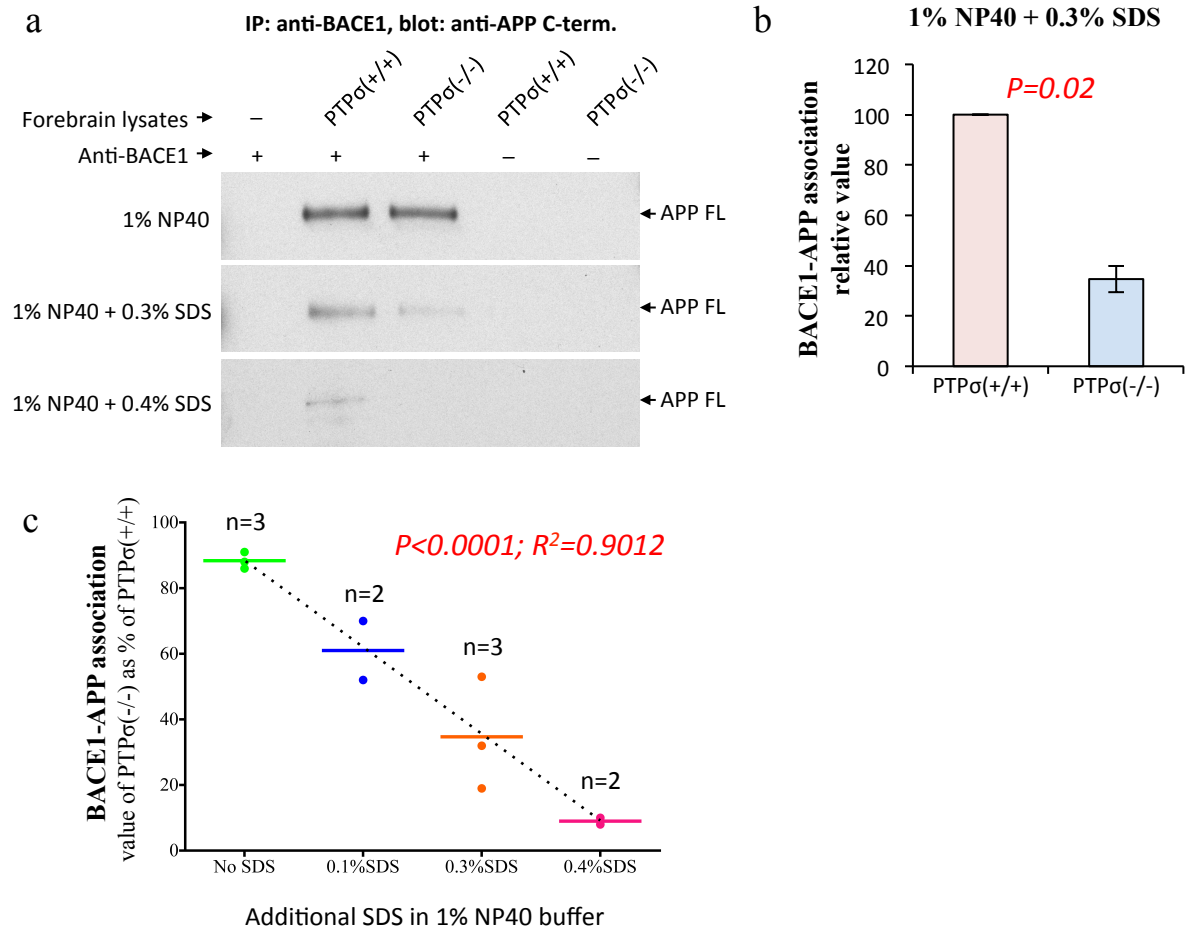 a
IP: anti-BACE1, blot: anti-APP C-term.
Forebrain lysates – PTPσ(+/+) PTPσ(-/-) PTPσ(+/+) PTPσ(-/-)
Anti-BACE1 + + + – –
1% NP40 APP FL
1% NP40 + 0.3% SDS APP FL
1% NP40 + 0.4% SDS APP FL
b
1% NP40 + 0.3% SDS
P=0.02
BACE1-APP association
relative value
120
100
80
60
40
20
0
PTPσ(+/+) PTPσ(-/-)
c
BACE1-APP association
value of PTPσ(-/-) as % of PTPσ(+/+)
100
80
60
40
20
0
P<0.0001; R²=0.9012
n=3
n=2
n=3
n=2
No SDS 0.1%SDS 0.3%SDS 0.4%SDS
Additional SDS in 1% NP40 buffer